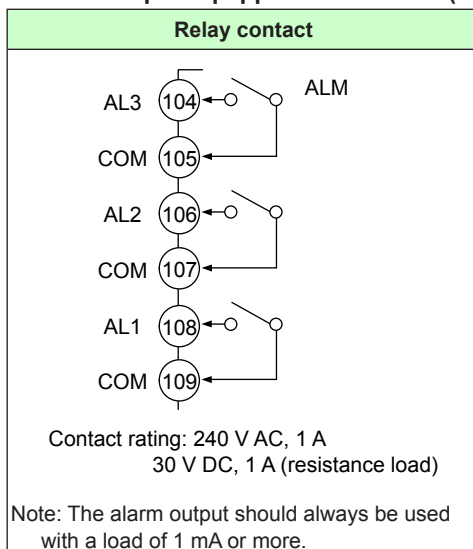 Relay contact
ALM
AL3 104
COM 105
AL2 106
COM 107
AL1 108
COM 109
Contact rating: 240 V AC, 1 A
30 V DC, 1 A (resistance load)
Note: The alarm output should always be used
with a load of 1 mA or more.